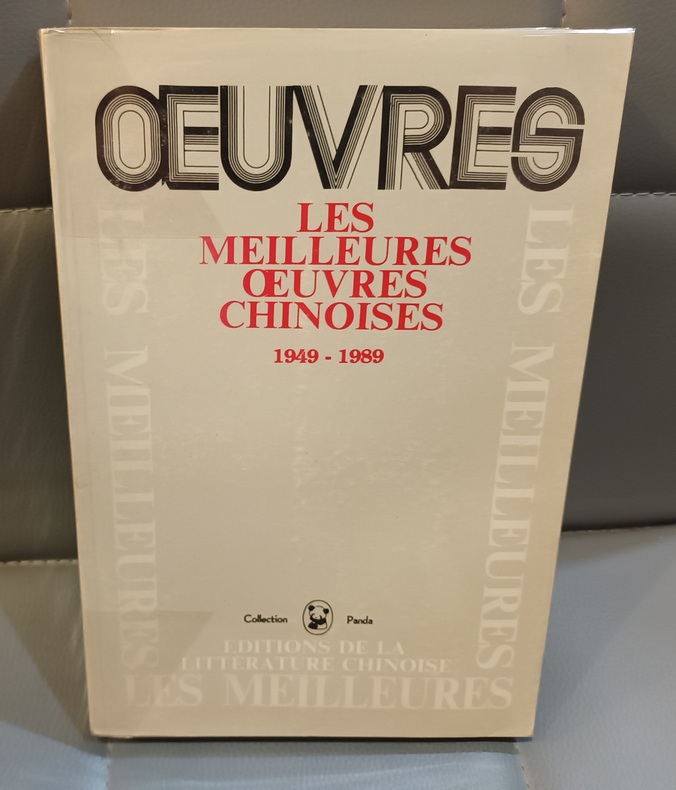 ŒUVRES
LES
MEILLEURES
ŒUVRES
CHINOISES
1949 - 1989
LES MEILLEURES
LES MEILLEURES
Collection Panda
EDITIONS DE LA
LITTERATURE CHINOISE
LES MEILLEURES